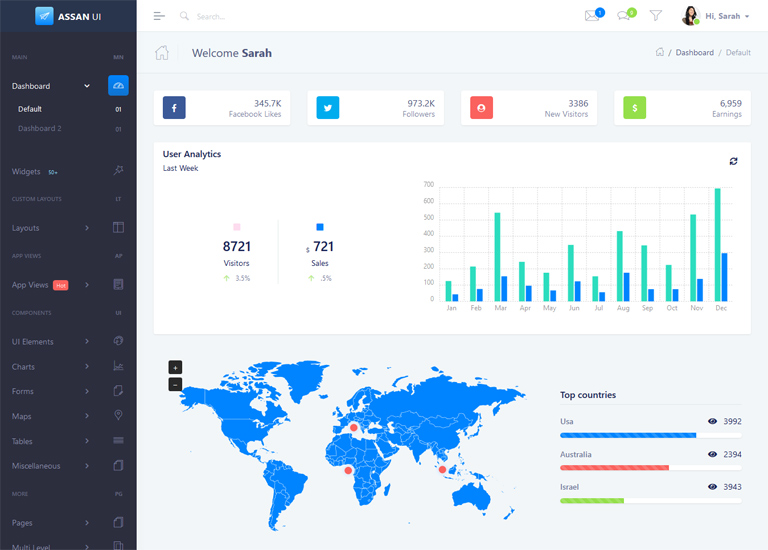 ASSAN UI
Search...
1
6
Hi, Sarah
MAIN
MN
Dashboard
Default
01
Dashboard 2
01
Widgets 50+
CUSTOM LAYOUTS
LT
Layouts
APP VIEWS
AP
App Views Hot
COMPONENTS
UI
UI Elements
Charts
Forms
Maps
Tables
Miscellaneous
MORE
PG
Pages
Multi Level
Welcome Sarah
/ Dashboard / Default
345.7K
Facebook Likes
973.2K
Followers
3386
New Visitors
6,959
Earnings
User Analytics
Last Week
8721
Visitors
3.5%
$ 721
Sales
.5%
700
600
500
400
300
200
100
0
Jan Feb Mar Apr May Jun Jul Aug Sep Oct Nov Dec
+
−
Top countries
Usa 3992
Australia 2394
Israel 3943